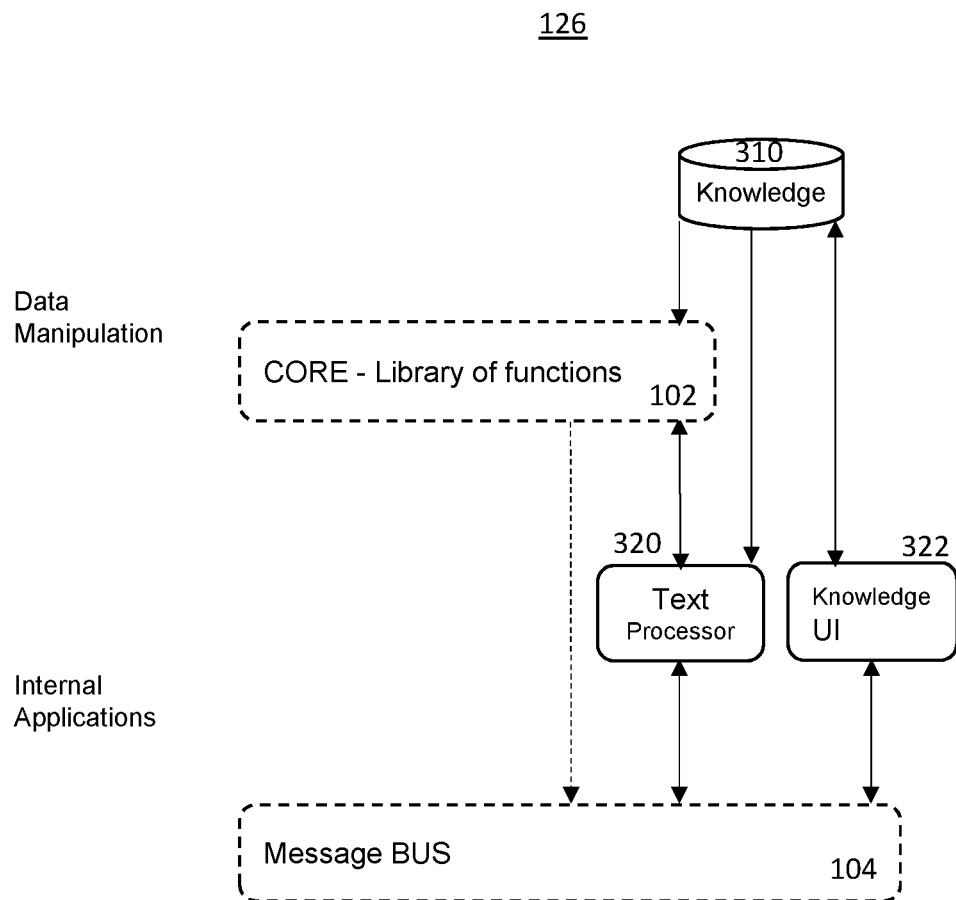 126
310
Knowledge
Data
Manipulation
CORE - Library of functions
102
320
322
Text
Processor
Knowledge
UI
Internal
Applications
Message BUS
104